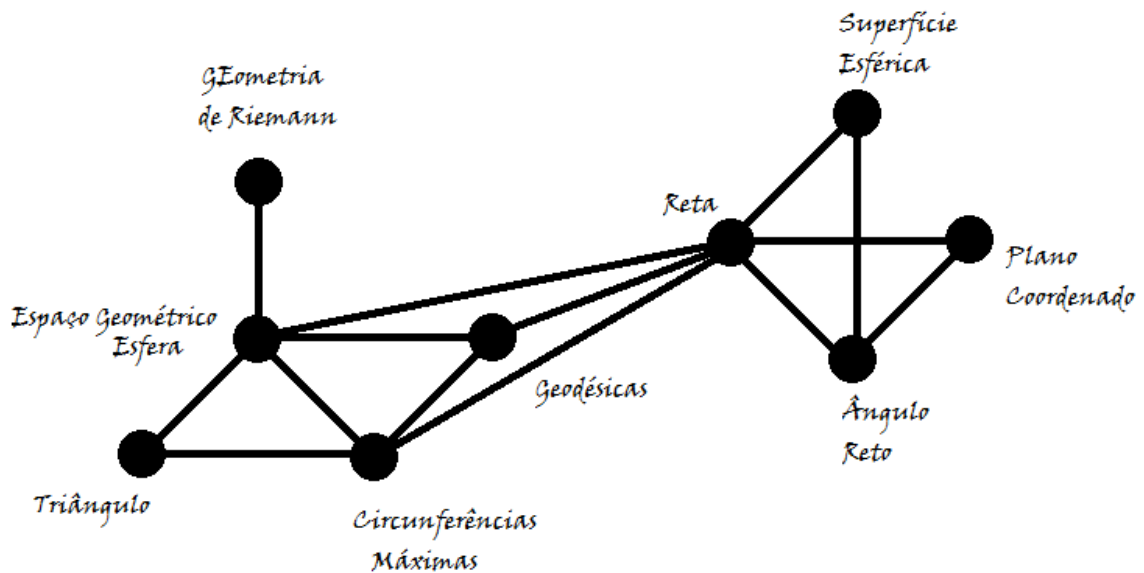 Superfície
Esférica
GEometria
de Riemann
Reta
Plano
Coordenado
Espaço Geométrico
Esfera
Geodésicas
Ângulo
Reto
Triângulo
Circunferências
Máximas